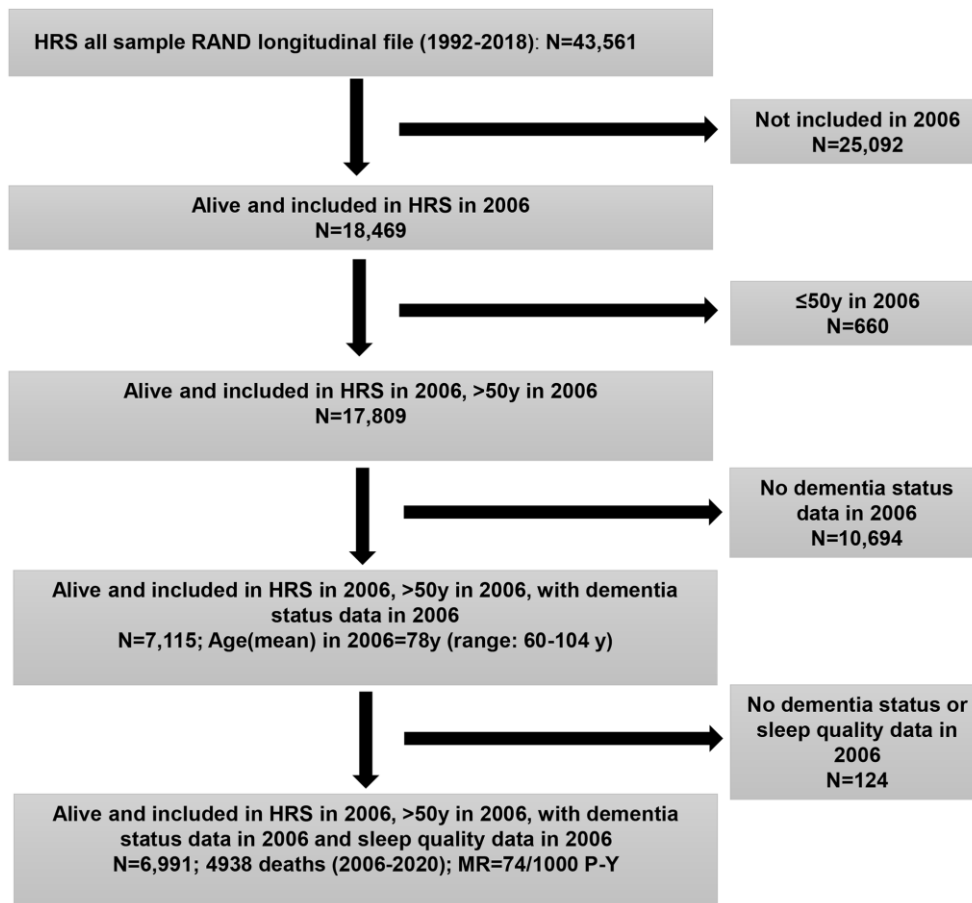 HRS all sample RAND longitudinal file (1992-2018): N=43,561
Not included in 2006
N=25,092
Alive and included in HRS in 2006
N=18,469
≤50y in 2006
N=660
Alive and included in HRS in 2006, >50y in 2006
N=17,809
No dementia status
data in 2006
N=10,694
Alive and included in HRS in 2006, >50y in 2006, with dementia
status data in 2006
N=7,115; Age(mean) in 2006=78y (range: 60-104 y)
No dementia status or
sleep quality data in
2006
N=124
Alive and included in HRS in 2006, >50y in 2006, with dementia
status data in 2006 and sleep quality data in 2006
N=6,991; 4938 deaths (2006-2020); MR=74/1000 P-Y